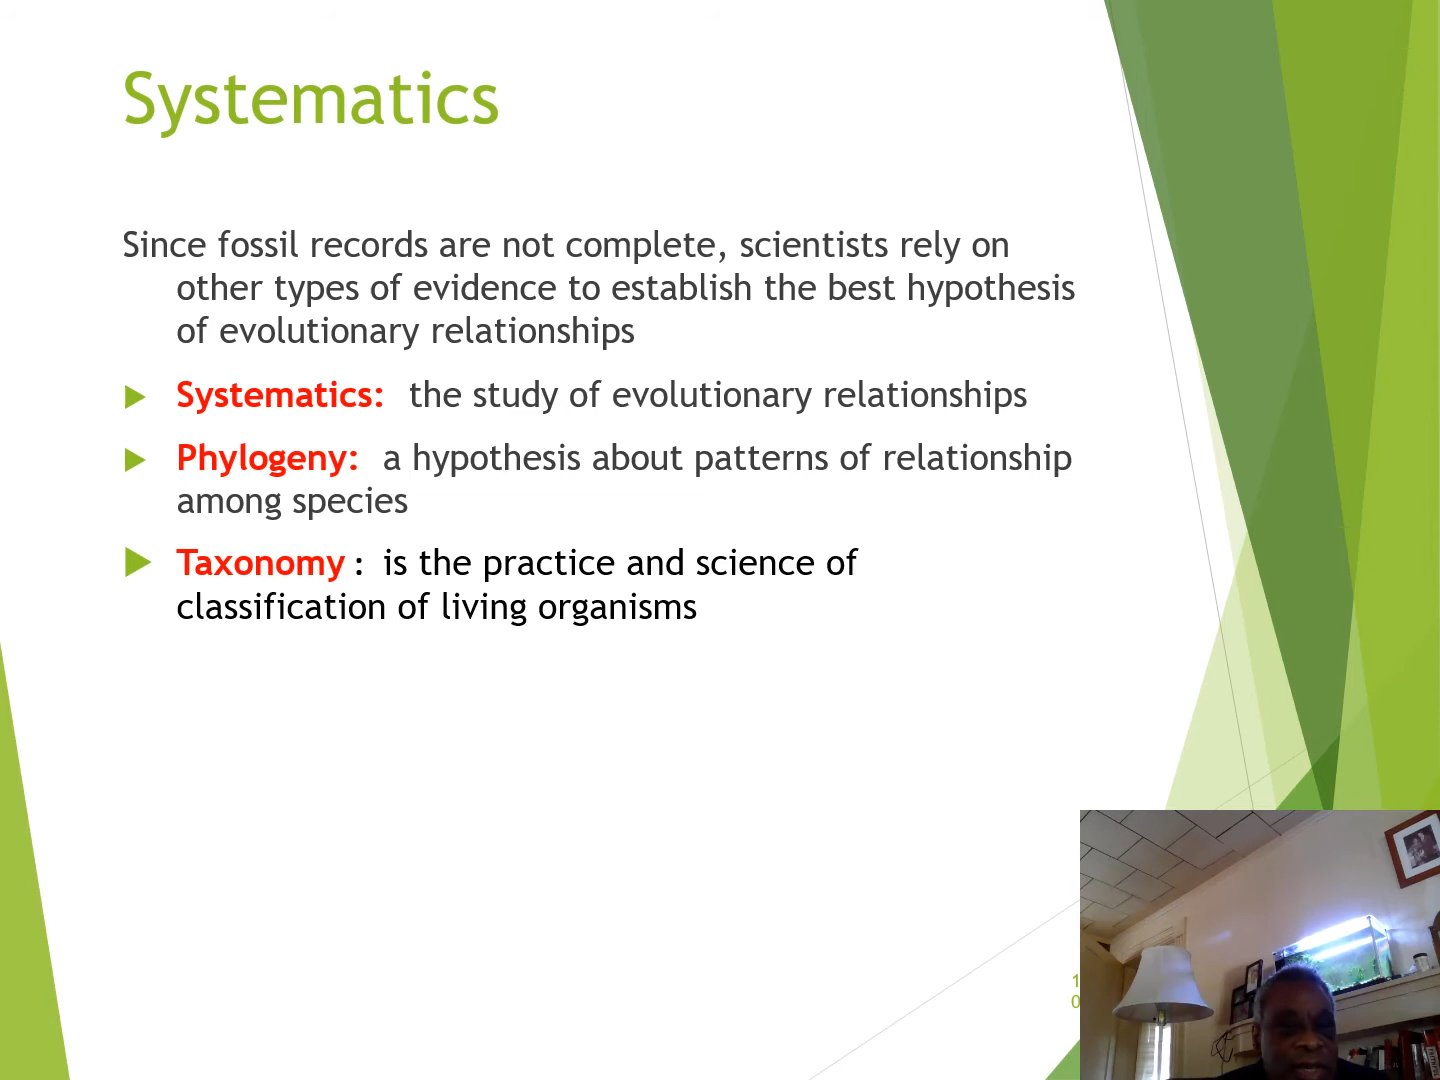 Systematics
Since fossil records are not complete, scientists rely on
other types of evidence to establish the best hypothesis
of evolutionary relationships
Systematics: the study of evolutionary relationships
Phylogeny: a hypothesis about patterns of relationship
among species
Taxonomy : is the practice and science of
classification of living organisms
1
0